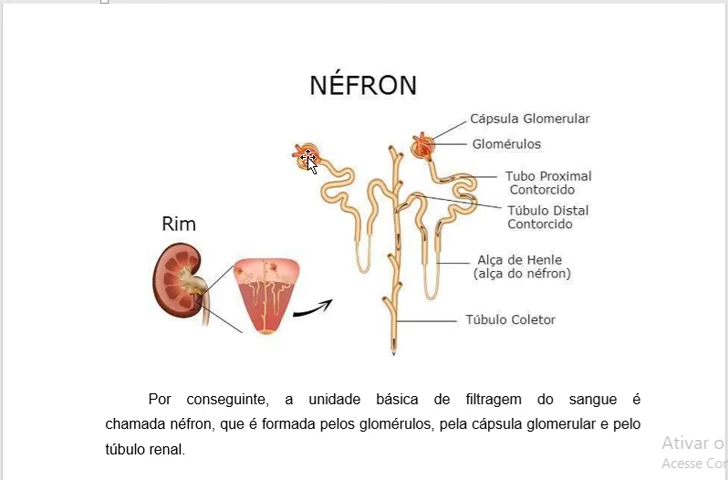 NÉFRON
Cápsula Glomerular
Glomérulos
Tubo Proximal
Contorcido
Túbulo Distal
Contorcido
Rim
Alça de Henle
(alça do néfron)
Túbulo Coletor
Por conseguinte, a unidade básica de filtragem do sangue é
chamada néfron, que é formada pelos glomérulos, pela cápsula glomerular e pelo
túbulo renal.
Ativar o
Acesse Con